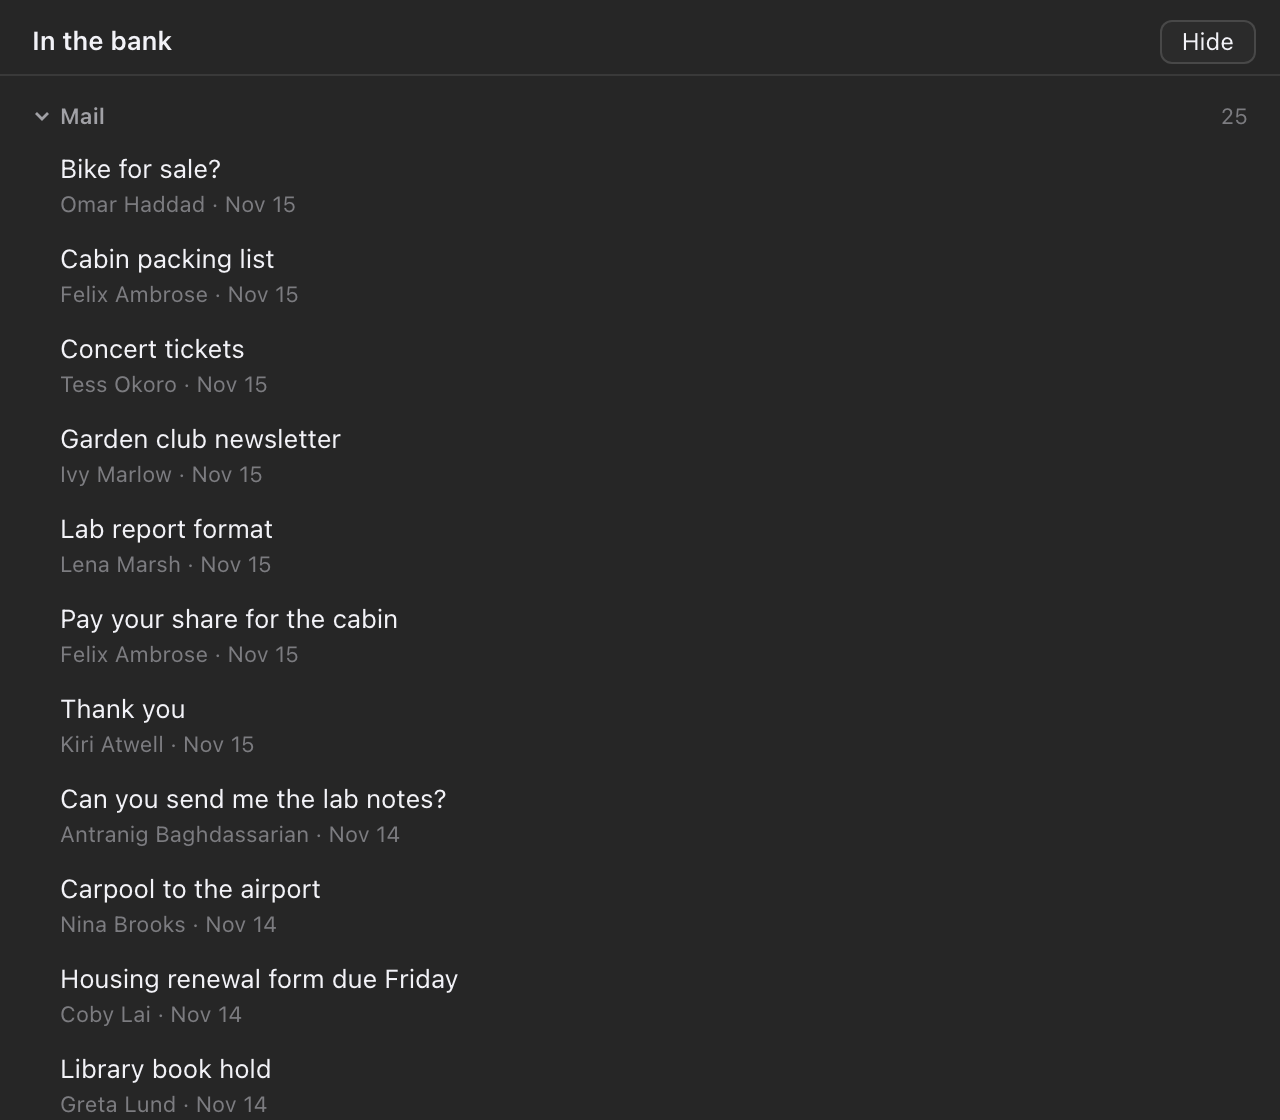 In the bank
Hide
Mail
25
Bike for sale?
Omar Haddad · Nov 15
Cabin packing list
Felix Ambrose · Nov 15
Concert tickets
Tess Okoro · Nov 15
Garden club newsletter
Ivy Marlow · Nov 15
Lab report format
Lena Marsh · Nov 15
Pay your share for the cabin
Felix Ambrose · Nov 15
Thank you
Kiri Atwell · Nov 15
Can you send me the lab notes?
Antranig Baghdassarian · Nov 14
Carpool to the airport
Nina Brooks · Nov 14
Housing renewal form due Friday
Coby Lai · Nov 14
Library book hold
Greta Lund · Nov 14